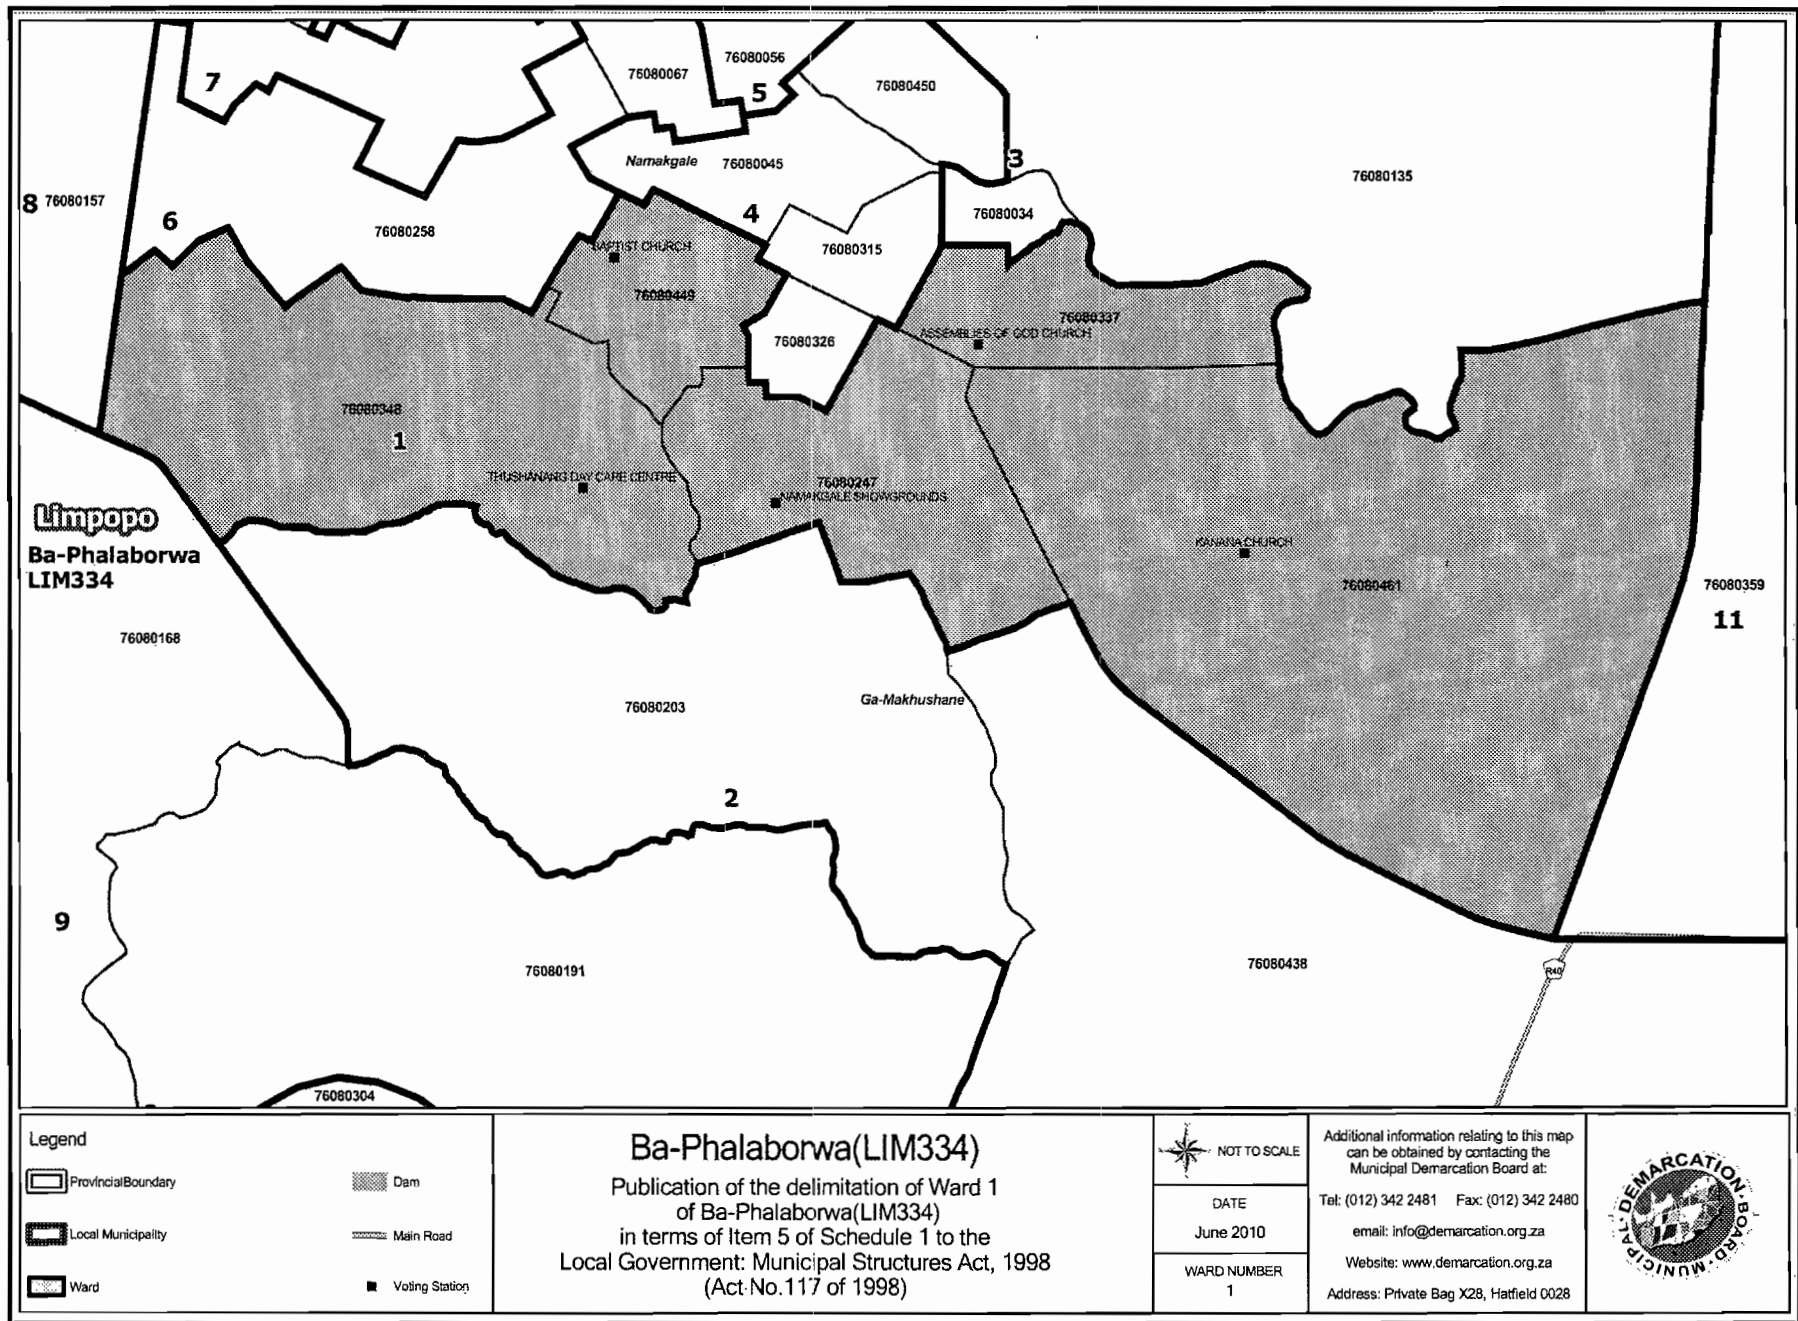 76080056
76080067
5
76080450
7
Namakgale
76080045
3
76080135
8
76080157
6
76080258
4
76080034
76080315
BAPTIST CHURCH
76080449
76080337
ASSEMBLIES OF GOD CHURCH
76080326
76080348
1
THUSHANANG DAY CARE CENTRE
76080247
NAMAKGALE SHOWGROUNDS
Limpopo
Ba-Phalaborwa
LIM334
KANANA CHURCH
76080461
76080359
11
76080168
Ga-Makhushane
76080203
2
9
76080191
76080438
R40
76080304
Legend
Provincial Boundary
Local Municipality
Ward
Dam
Main Road
Voting Station
Ba-Phalaborwa(LIM334)
Publication of the delimitation of Ward 1
of Ba-Phalaborwa(LIM334)
in terms of Item 5 of Schedule 1 to the
Local Government: Municipal Structures Act, 1998
(Act No.117 of 1998)
NOT TO SCALE
DATE
June 2010
WARD NUMBER
1
Additional information relating to this map
can be obtained by contacting the
Municipal Demarcation Board at:
Tel: (012) 342 2481 Fax: (012) 342 2480
email: info@demarcation.org.za
Website: www.demarcation.org.za
Address: Private Bag X28, Hatfield 0028
MUNICIPAL DEMARCATION BOARD